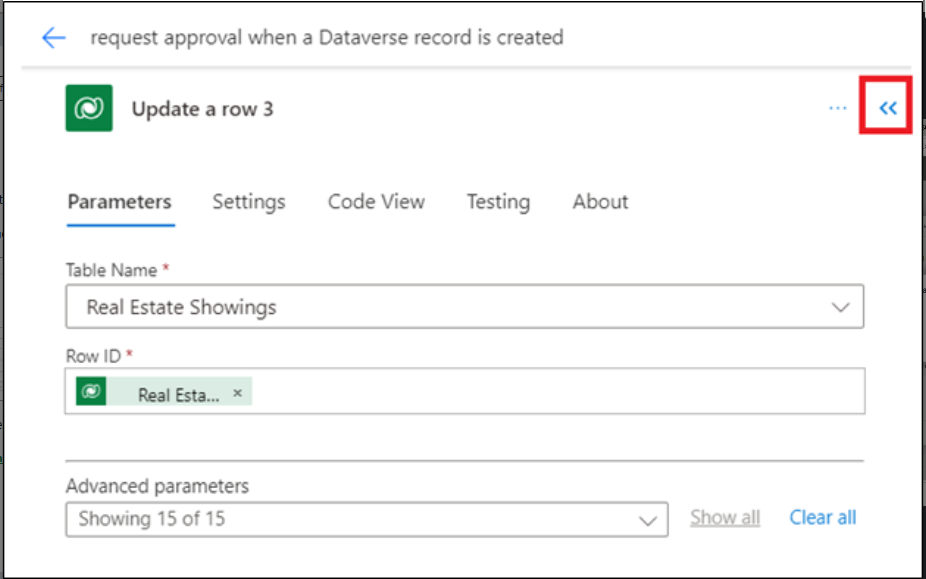 request approval when a Dataverse record is created
Update a row 3
Parameters Settings Code View Testing About
Table Name *
Real Estate Showings
Row ID *
Real Esta... ×
Advanced parameters
Showing 15 of 15 Show all Clear all